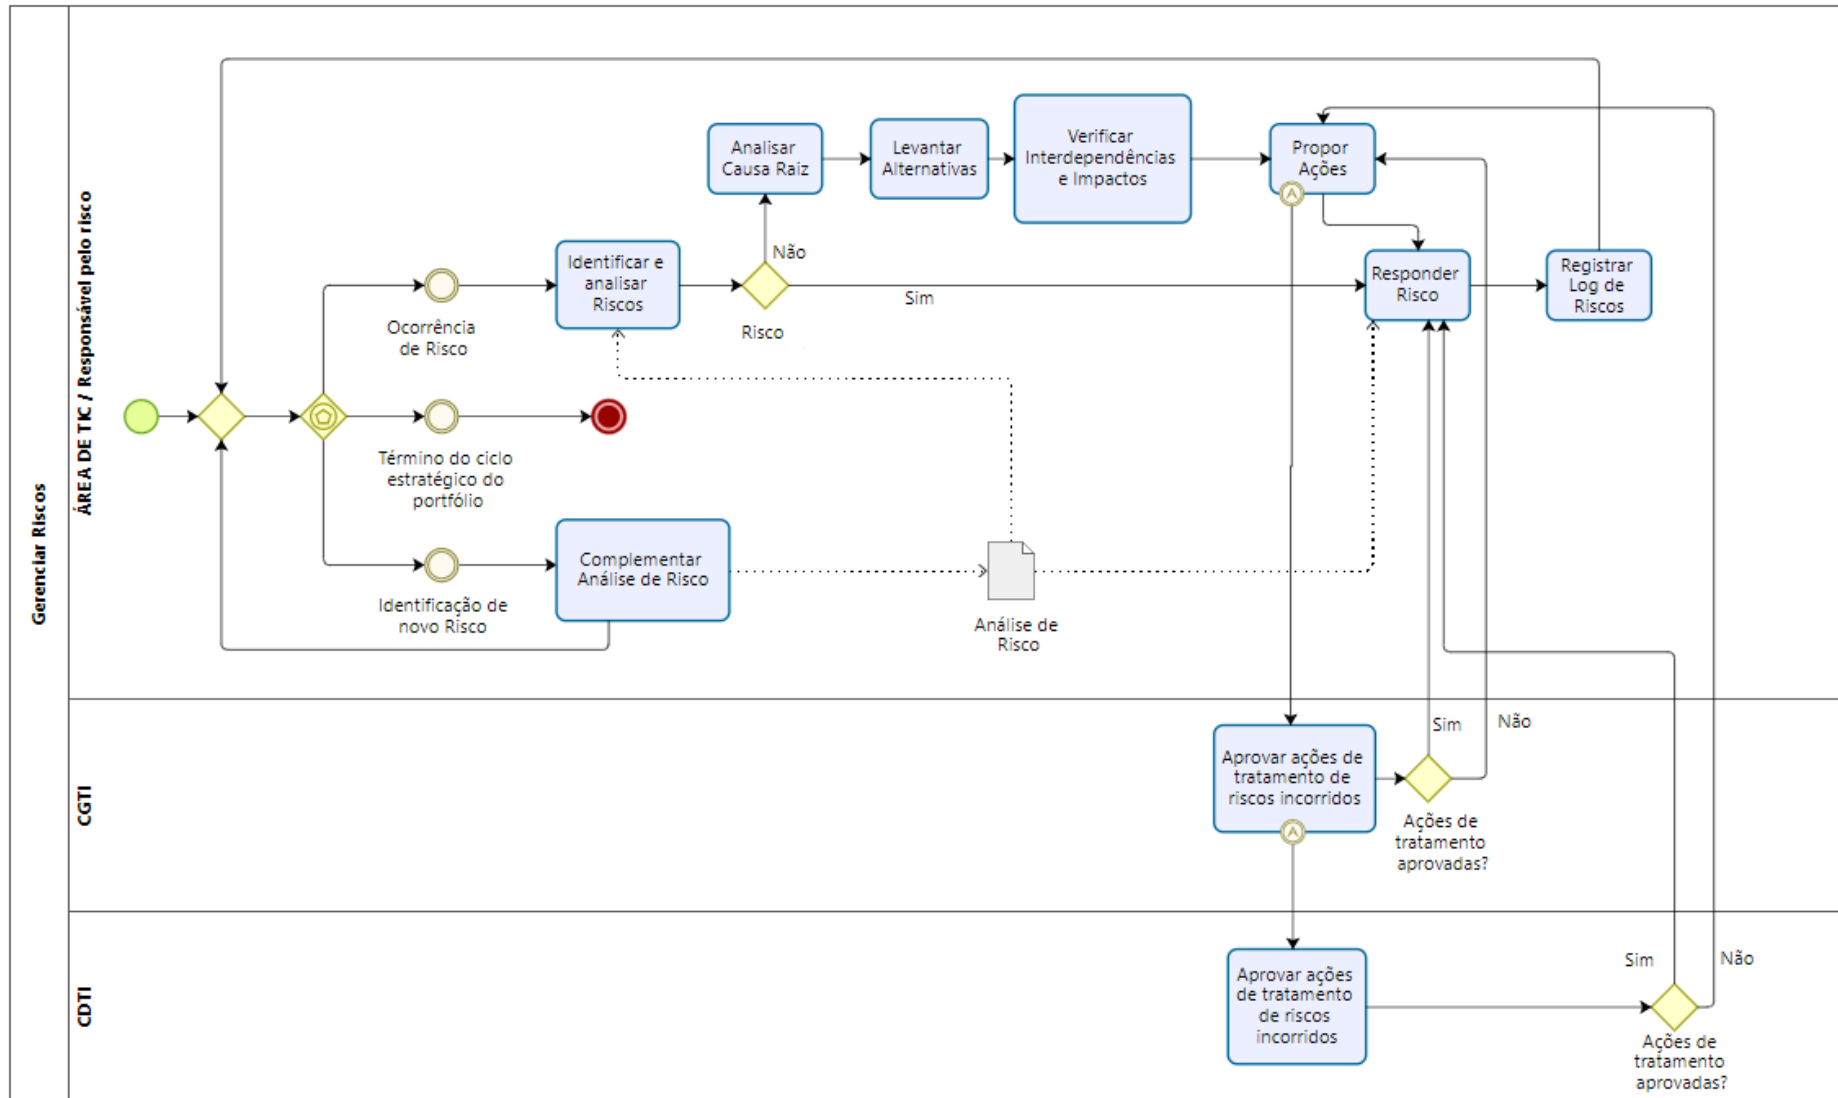 Gerenciar Riscos
ÁREA DE TIC / Responsável pelo risco
Analisar
Causa Raiz
Levantar
Alternativas
Verificar
Interdependências
e Impactos
Propor
Ações
Não
Identificar e
analisar
Riscos
Risco
Sim
Responder
Risco
Registrar
Log de
Riscos
Ocorrência
de Risco
Término do ciclo
estratégico do
portfólio
Identificação de
novo Risco
Complementar
Análise de Risco
Análise de
Risco
CGTI
Aprovar ações de
tratamento de
riscos incorridos
Sim
Não
Ações de
tratamento
aprovadas?
CDTI
Aprovar ações
de tratamento
de riscos
incorridos
Sim
Não
Ações de
tratamento
aprovadas?